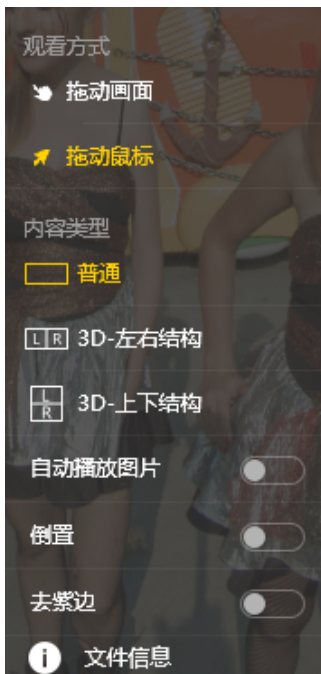 观看方式
拖动画面
拖动鼠标
内容类型
普通
L R 3D-左右结构
L
R 3D-上下结构
自动播放图片
倒置
去紫边
i 文件信息